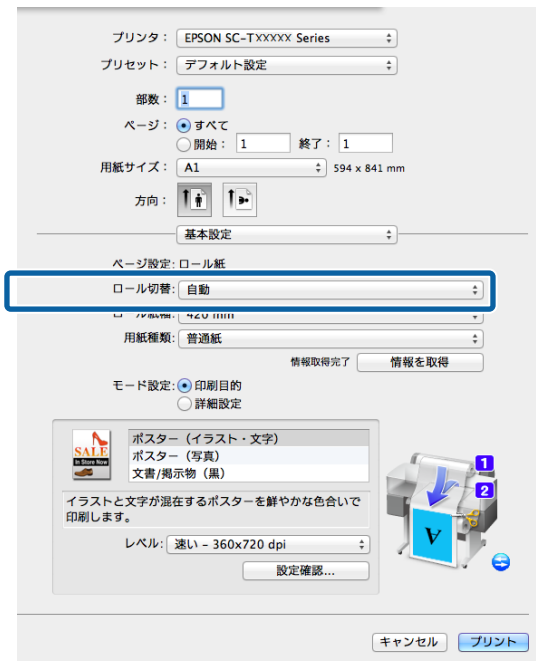 プリンタ： EPSON SC-TXXXXX Series
プリセット： デフォルト設定
部数： 1
ページ： すべて
開始： 1 終了： 1
用紙サイズ： A1 594 x 841 mm
方向：
基本設定
ページ設定: ロール紙
ロール切替: 自動
ロール紙幅: 420 mm
用紙種類: 普通紙
情報取得完了 情報を取得
モード設定: 印刷目的
詳細設定
SALE
In Store Now
ポスター（イラスト・文字）
ポスター（写真）
文書/掲示物（黒）
イラストと文字が混在するポスターを鮮やかな色合いで
印刷します。
レベル: 速い – 360x720 dpi
設定確認...
1
2
A
キャンセル プリント